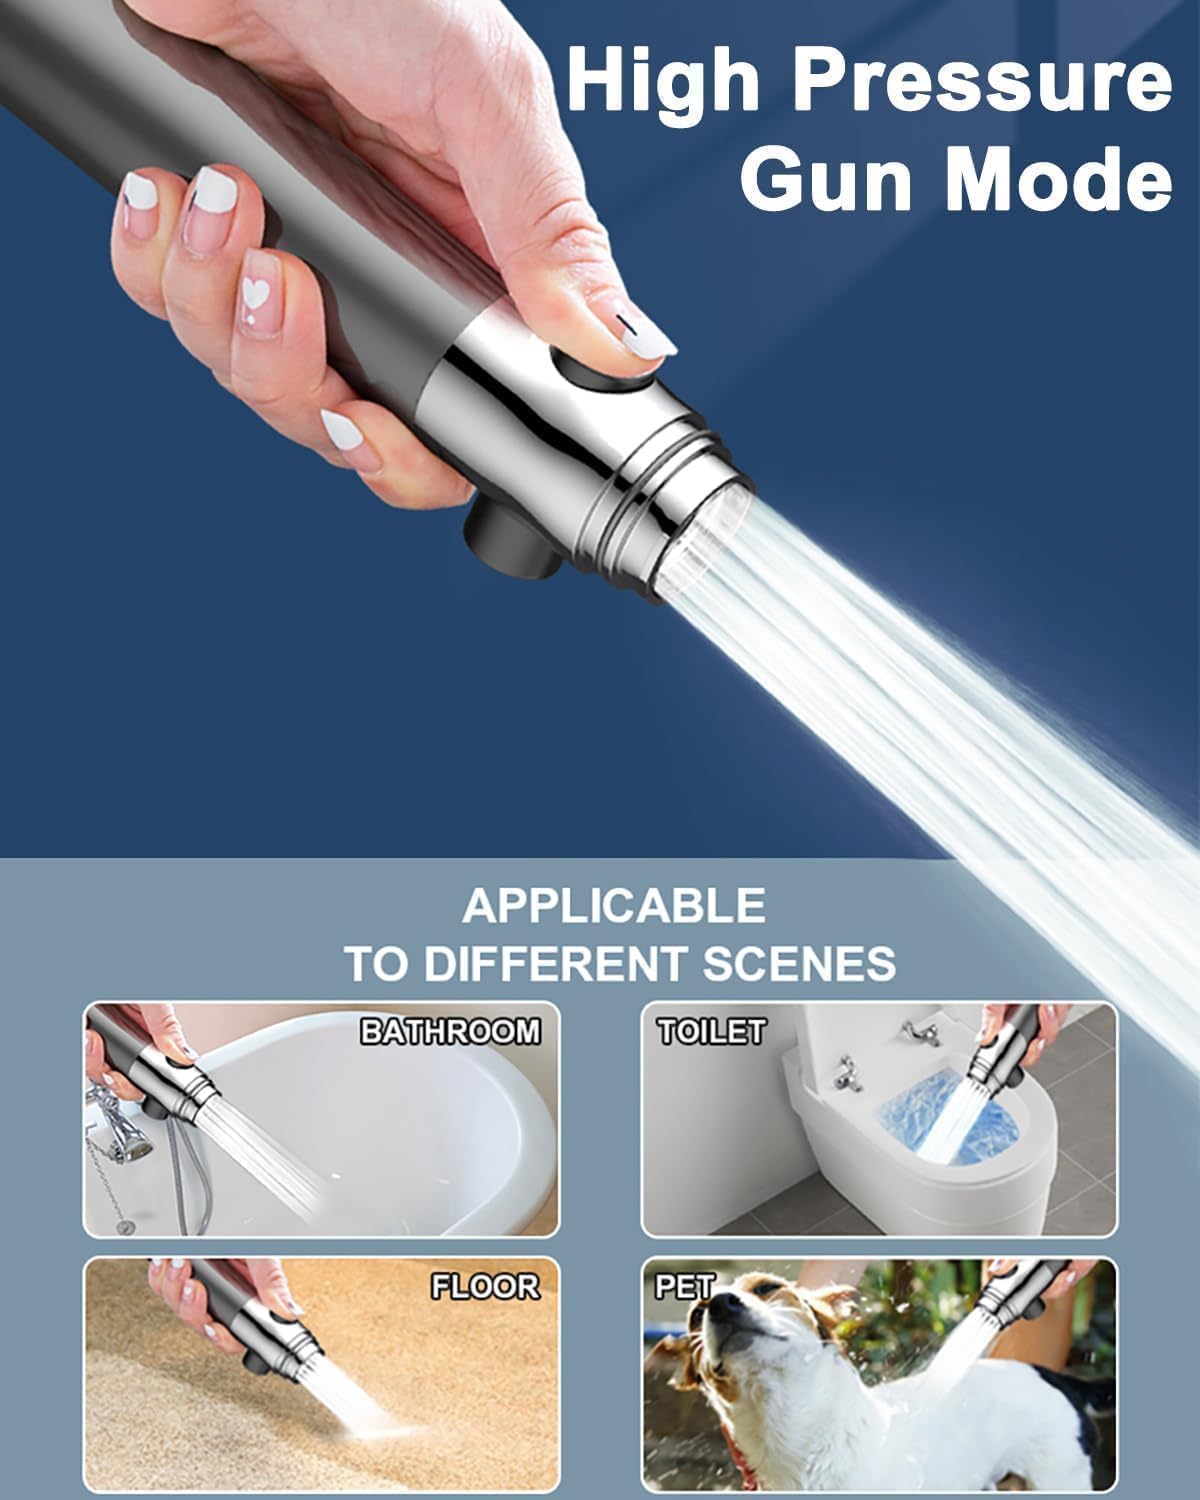 High Pressure
Gun Mode
APPLICABLE
TO DIFFERENT SCENES
BATHROOM
TOILET
FLOOR
PET